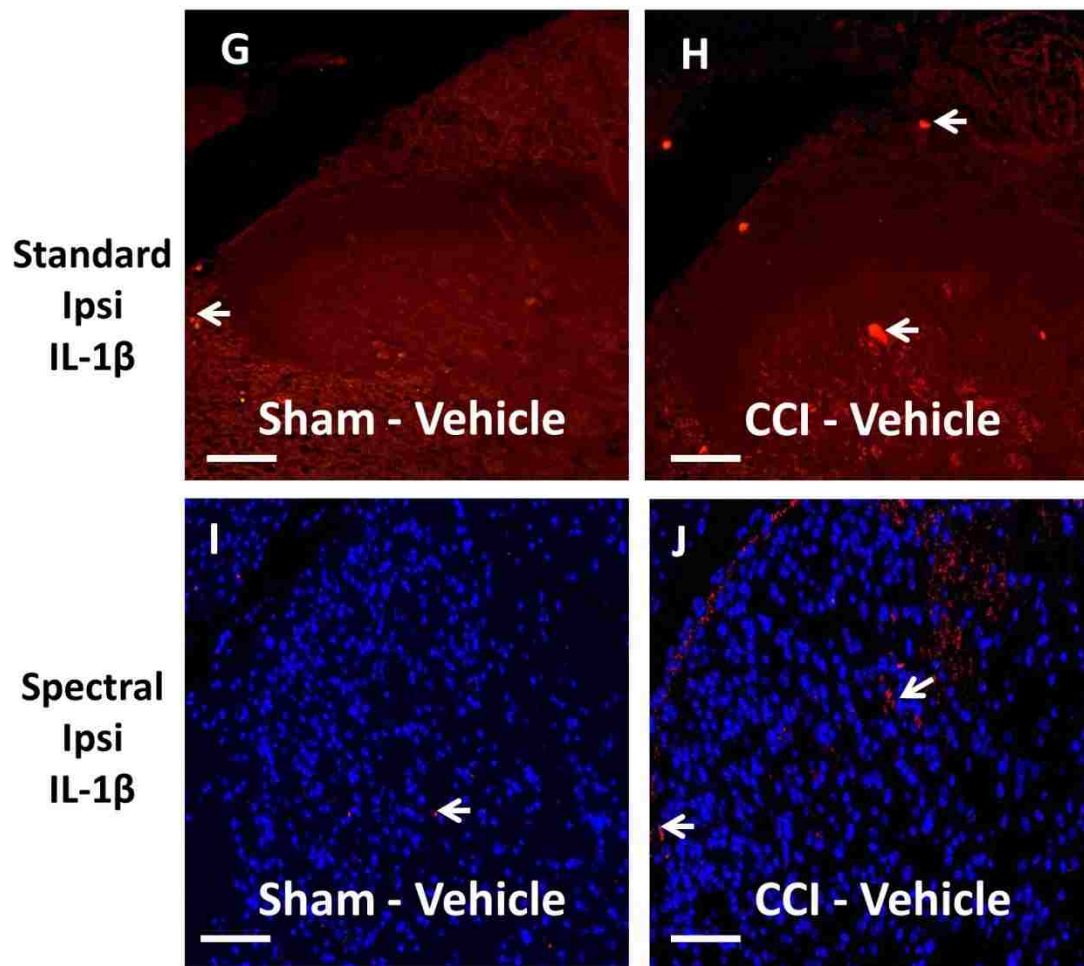 G
H
Standard
Ipsi
IL-1β
Sham - Vehicle
CCI - Vehicle
I
J
Spectral
Ipsi
IL-1β
Sham - Vehicle
CCI - Vehicle